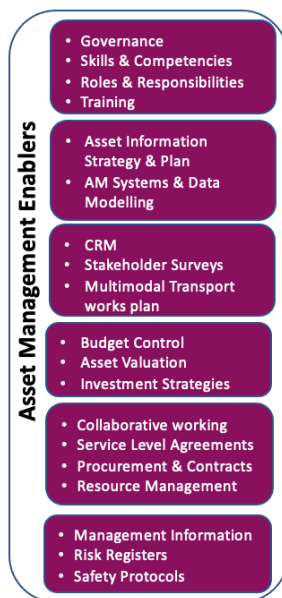 Asset Management Enablers
• Governance
• Skills & Competencies
• Roles & Responsibilities
• Training
• Asset Information
Strategy & Plan
• AM Systems & Data
Modelling
• CRM
• Stakeholder Surveys
• Multimodal Transport
works plan
• Budget Control
• Asset Valuation
• Investment Strategies
• Collaborative working
• Service Level Agreements
• Procurement & Contracts
• Resource Management
• Management Information
• Risk Registers
• Safety Protocols